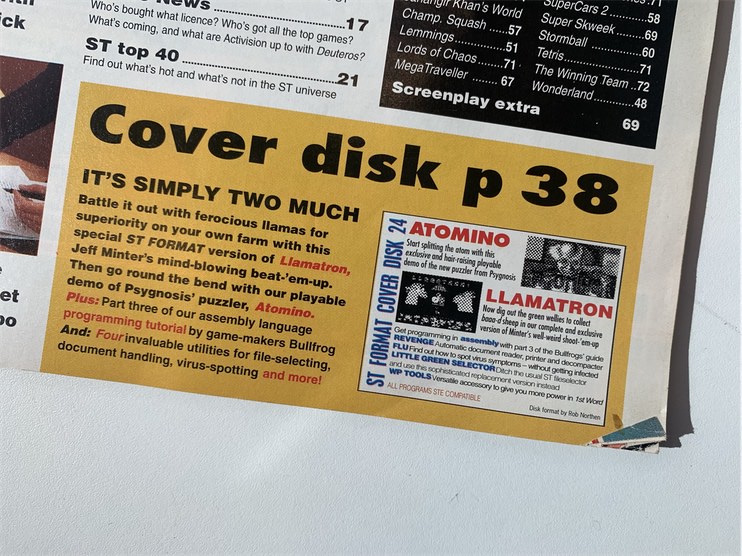 ick
News ..........17
Who's bought what licence? Who's got all the top games?
What's coming, and what are Activision up to with Deuteros?
ST top 40 ..........21
Find out what's hot and what's not in the ST universe
Khan's World
Champ. Squash .....57
Lemmings..........51
Lords of Chaos.....71
MegaTraveller ..... 67
SuperCars 2 ..........58
Super Skweek........69
Stormball ..........60
Tetris..........71
The Winning Team ..72
Wonderland..........48
Screenplay extra 69
et
Cover disk p 38
IT'S SIMPLY TWO MUCH
Battle it out with ferocious llamas for
superiority on your own farm with this
special ST FORMAT version of Llamatron,
Jeff Minter's mind-blowing beat-'em-up.
Then go round the bend with our playable
demo of Psygnosis' puzzler, Atomino.
Plus: Part three of our assembly language
programming tutorial by game-makers Bullfrog
And: Four invaluable utilities for file-selecting,
document handling, virus-spotting and more!
ST FORMAT COVER DISK 24
ATOMINO
Start splitting the atom with this
exclusive and hair-raising playable
demo of the new puzzler from Psygnosis
LLAMATRON
Now dig out the green wellies to collect
baaa-d sheep in our complete and exclusive
version of Minter's well-weird shoot-'em-up
Get programming in assembly with part 3 of the Bullfrogs' guide
REVENGE Automatic document reader, printer and decompacter
FLU Find out how to spot virus symptoms – without getting infected
LITTLE GREEN SELECTOR Ditch the usual ST fileselector
and use this sophisticated replacement version instead
WP TOOLS Versatile accessory to give you more power in 1st Word
ALL PROGRAMS STE COMPATIBLE
Disk format by Rob Northen